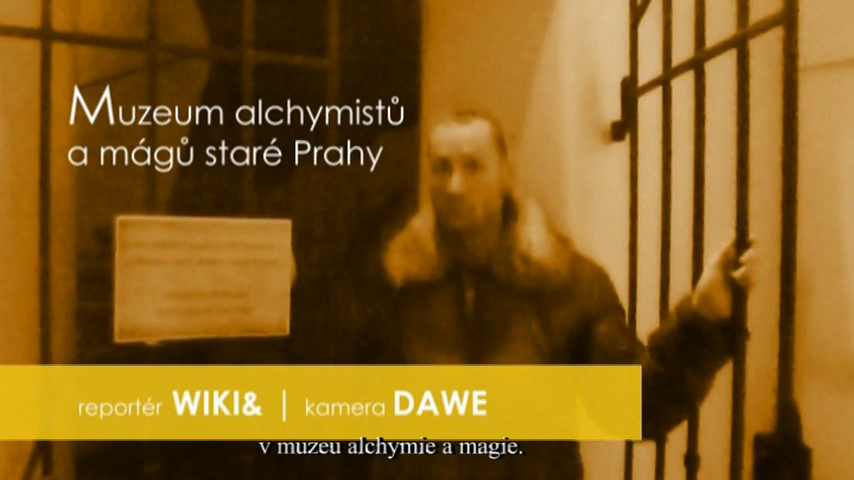 Muzeum alchymistů
a mágů staré Prahy
reportér WIKI& | kamera DAWE
v muzeu alchymie a magie.